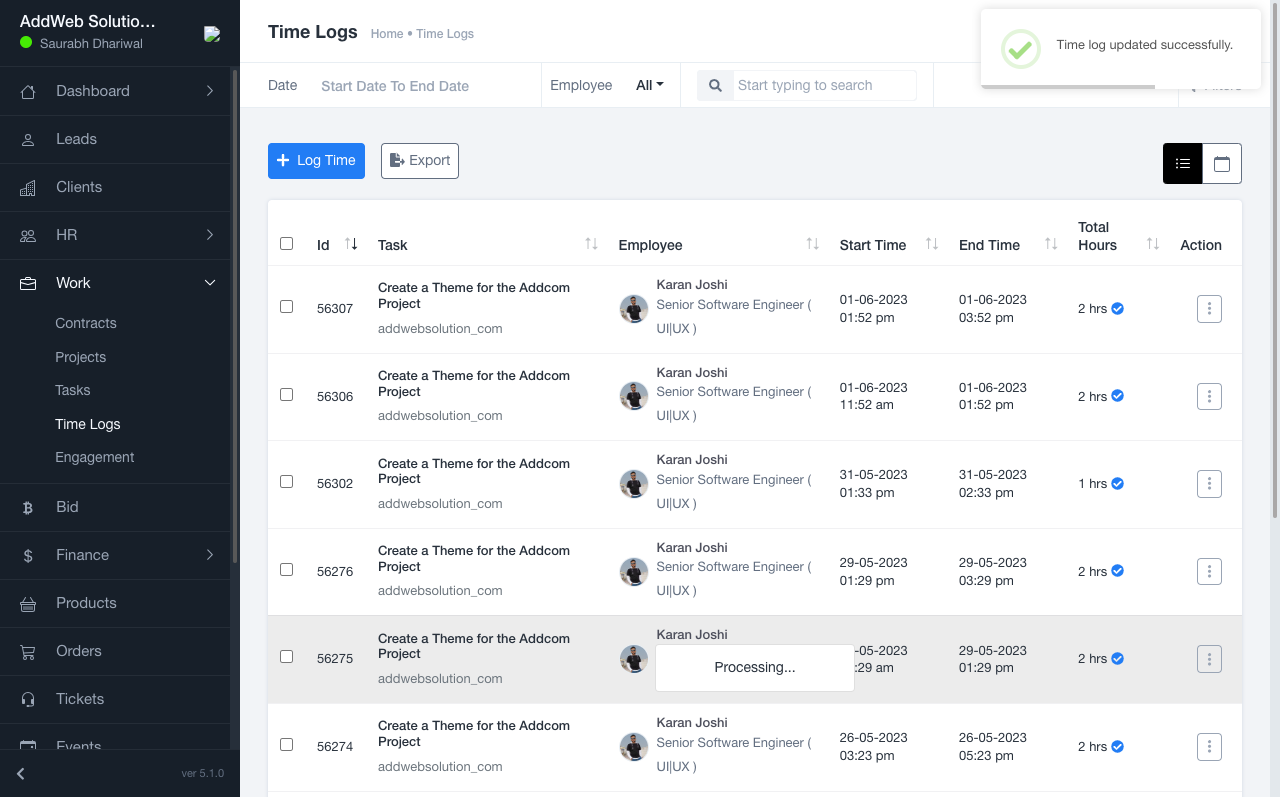 AddWeb Solutio...
Saurabh Dhariwal
Time Logs
Home • Time Logs
Time log updated successfully.
Date
Start Date To End Date
Employee
All
Start typing to search
Dashboard
Leads
Clients
HR
Work
Contracts
Projects
Tasks
Time Logs
Engagement
Bid
Finance
Products
Orders
Tickets
Events
ver 5.1.0
Log Time
Export
Id
Task
Employee
Start Time
End Time
Total
Hours
Action
56307
Create a Theme for the Addcom
Project
addwebsolution_com
Karan Joshi
Senior Software Engineer (
UI|UX )
01-06-2023
01:52 pm
01-06-2023
03:52 pm
2 hrs
56306
Create a Theme for the Addcom
Project
addwebsolution_com
Karan Joshi
Senior Software Engineer (
UI|UX )
01-06-2023
11:52 am
01-06-2023
01:52 pm
2 hrs
56302
Create a Theme for the Addcom
Project
addwebsolution_com
Karan Joshi
Senior Software Engineer (
UI|UX )
31-05-2023
01:33 pm
31-05-2023
02:33 pm
1 hrs
56276
Create a Theme for the Addcom
Project
addwebsolution_com
Karan Joshi
Senior Software Engineer (
UI|UX )
29-05-2023
01:29 pm
29-05-2023
03:29 pm
2 hrs
56275
Create a Theme for the Addcom
Project
addwebsolution_com
Karan Joshi
Processing...
-05-2023
:29 am
29-05-2023
01:29 pm
2 hrs
56274
Create a Theme for the Addcom
Project
addwebsolution_com
Karan Joshi
Senior Software Engineer (
UI|UX )
26-05-2023
03:23 pm
26-05-2023
05:23 pm
2 hrs